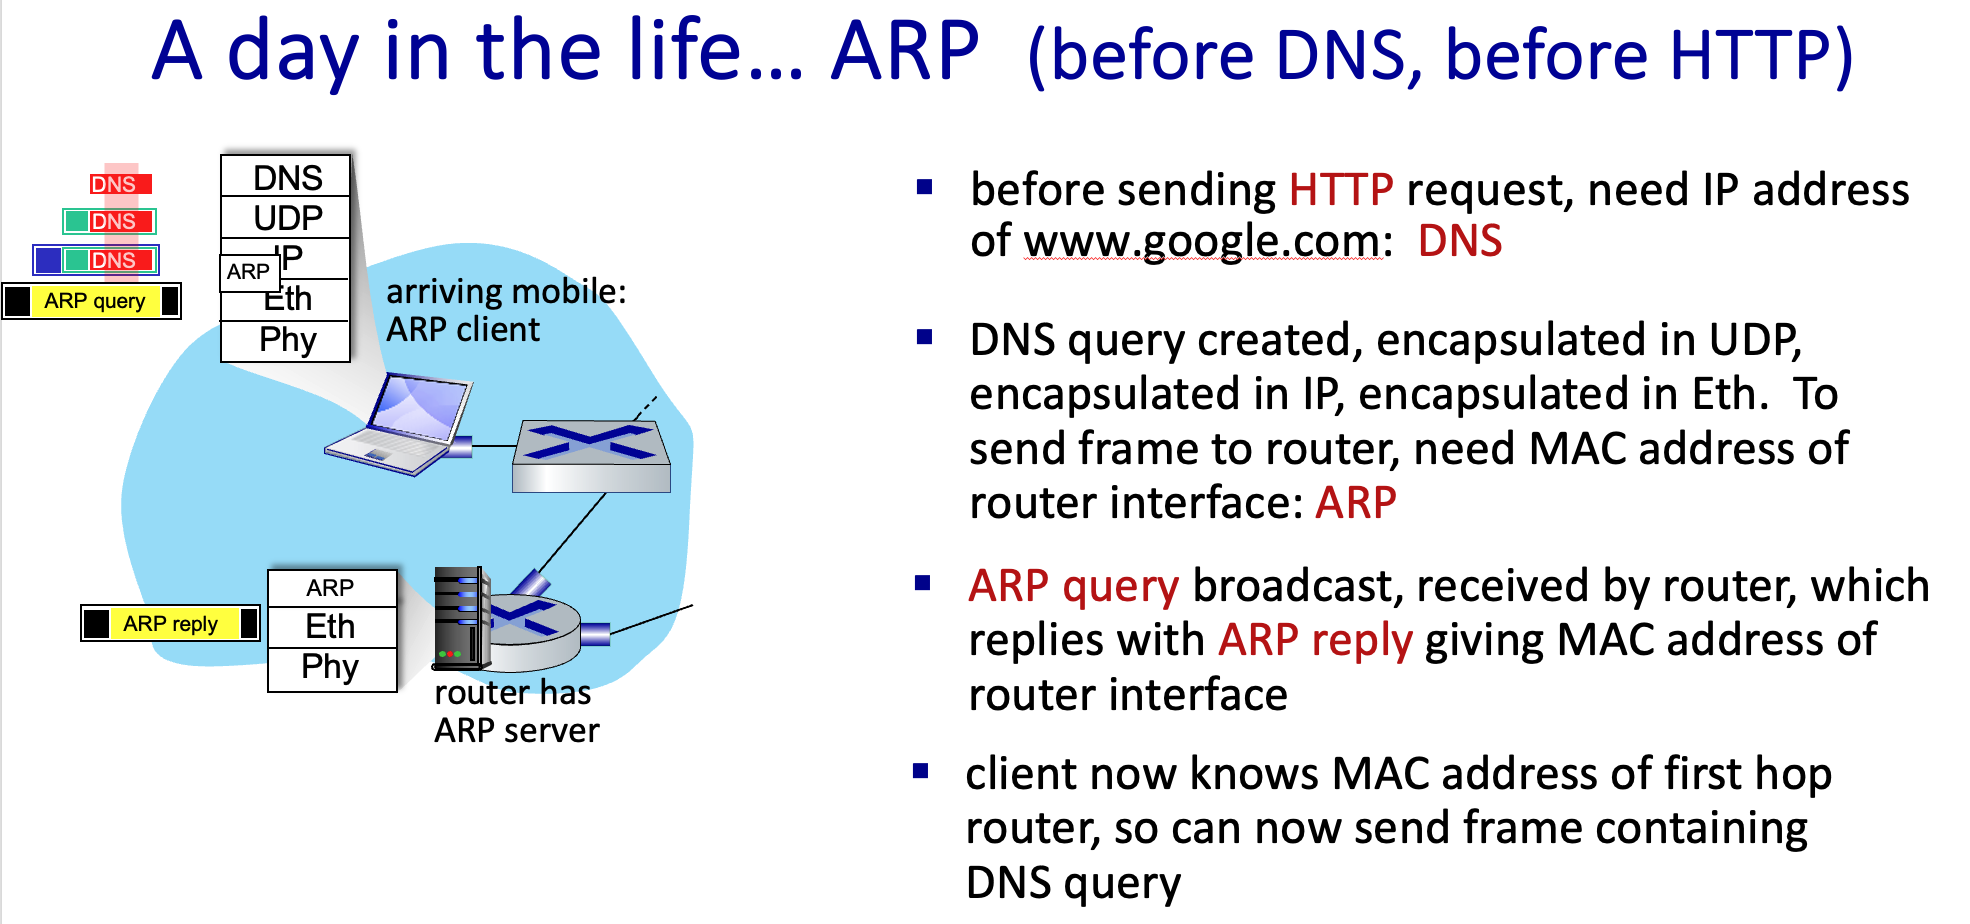 A day in the life... ARP (before DNS, before HTTP)
DNS
DNS
DNS
ARP query
DNS
UDP
IP
ARP
Eth
Phy
arriving mobile:
ARP client
ARP
Eth
Phy
ARP reply
router has
ARP server
before sending HTTP request, need IP address
of www.google.com: DNS
DNS query created, encapsulated in UDP,
encapsulated in IP, encapsulated in Eth. To
send frame to router, need MAC address of
router interface: ARP
ARP query broadcast, received by router, which
replies with ARP reply giving MAC address of
router interface
client now knows MAC address of first hop
router, so can now send frame containing
DNS query